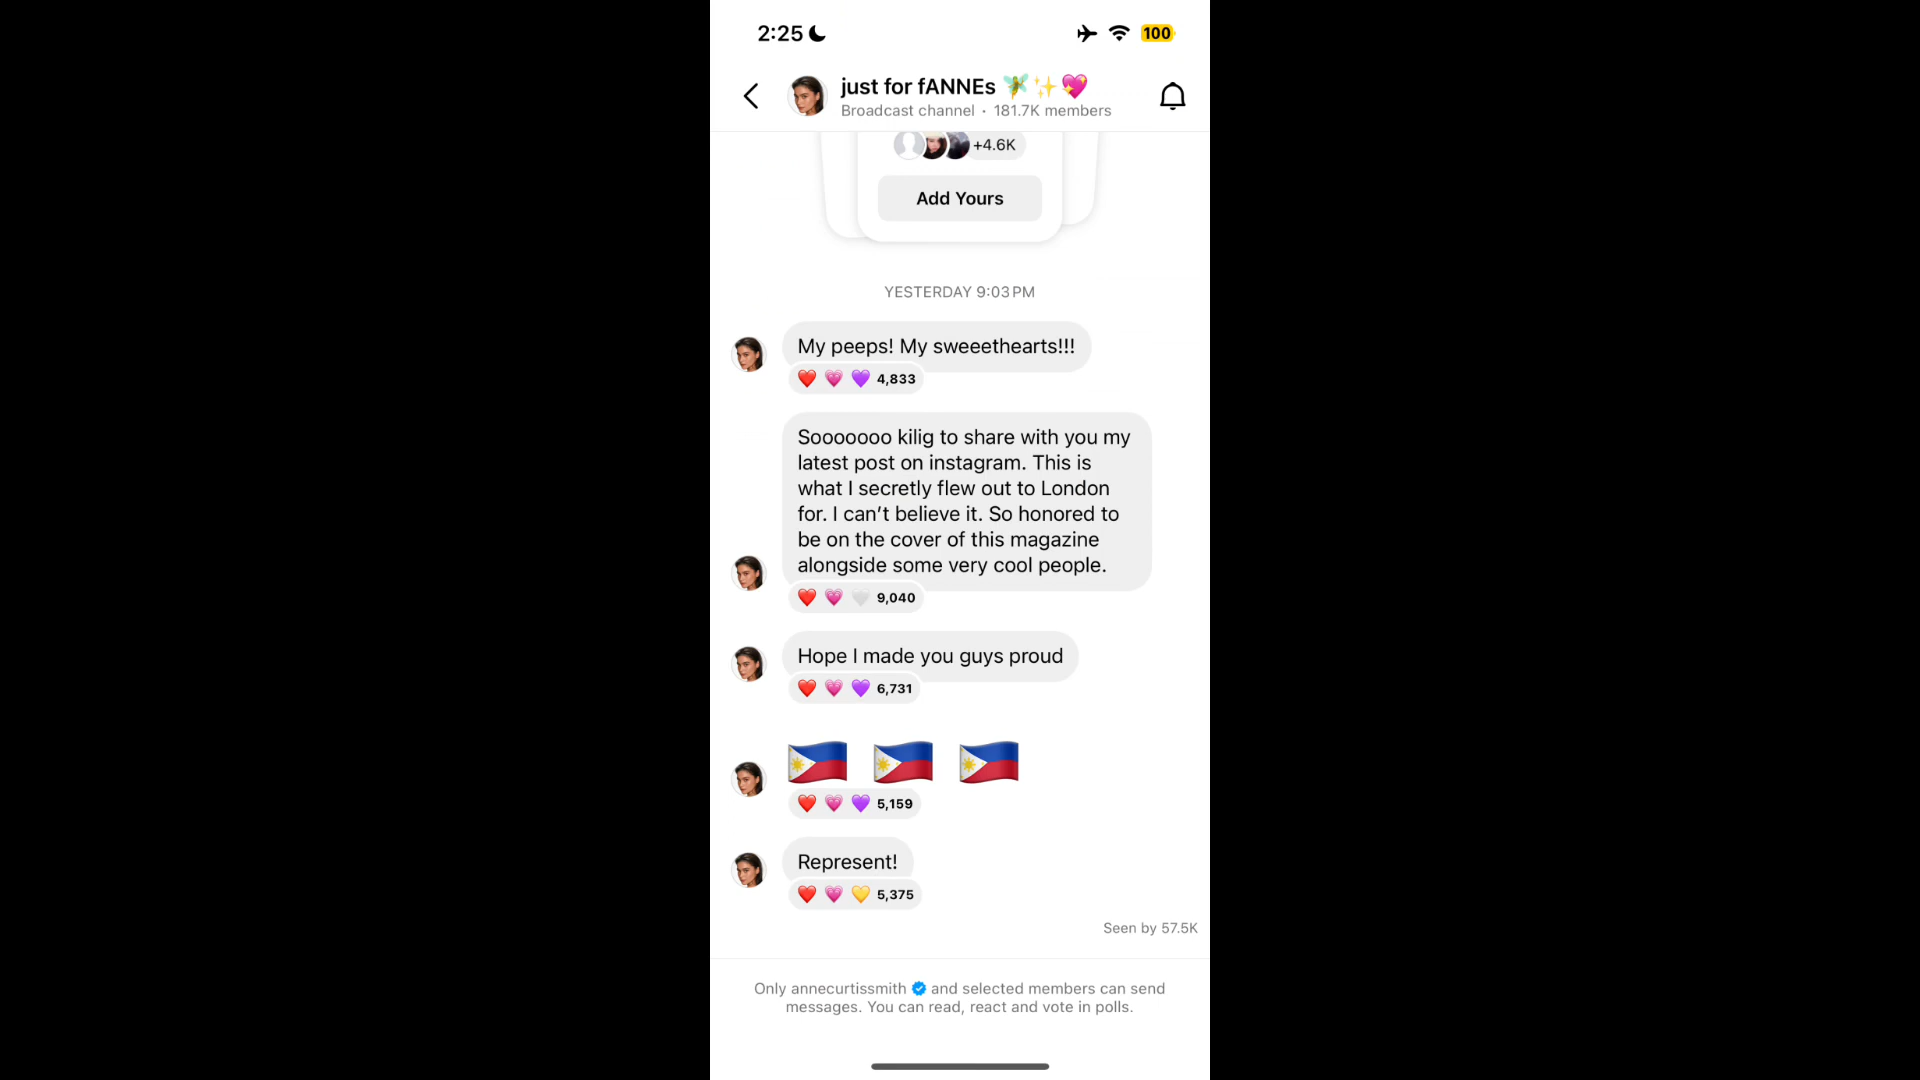 2:25
100
just for fANNEs 🧚✨💖
Broadcast channel · 181.7K members
+4.6K
Add Yours
YESTERDAY 9:03 PM
My peeps! My sweeethearts!!!
❤️ 💗 💜 4,833
Sooooooo kilig to share with you my
latest post on instagram. This is
what I secretly flew out to London
for. I can't believe it. So honored to
be on the cover of this magazine
alongside some very cool people.
❤️ 💗 🤍 9,040
Hope I made you guys proud
❤️ 💗 💜 6,731
🇵🇭 🇵🇭 🇵🇭
❤️ 💗 💜 5,159
Represent!
❤️ 💗 💛 5,375
Seen by 57.5K
Only annecurtissmith and selected members can send
messages. You can read, react and vote in polls.